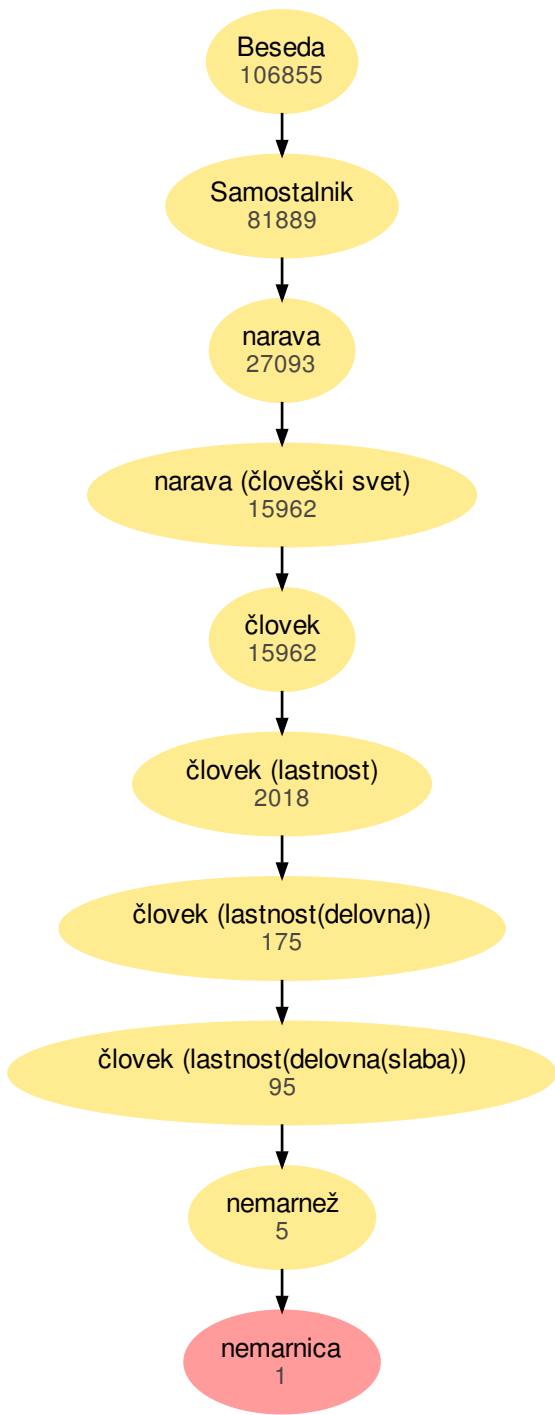 Beseda
106855
Samostalnik
81889
narava
27093
narava (človeški svet)
15962
človek
15962
človek (lastnost)
2018
človek (lastnost(delovna))
175
človek (lastnost(delovna(slaba))
95
nemarnež
5
nemarnica
1